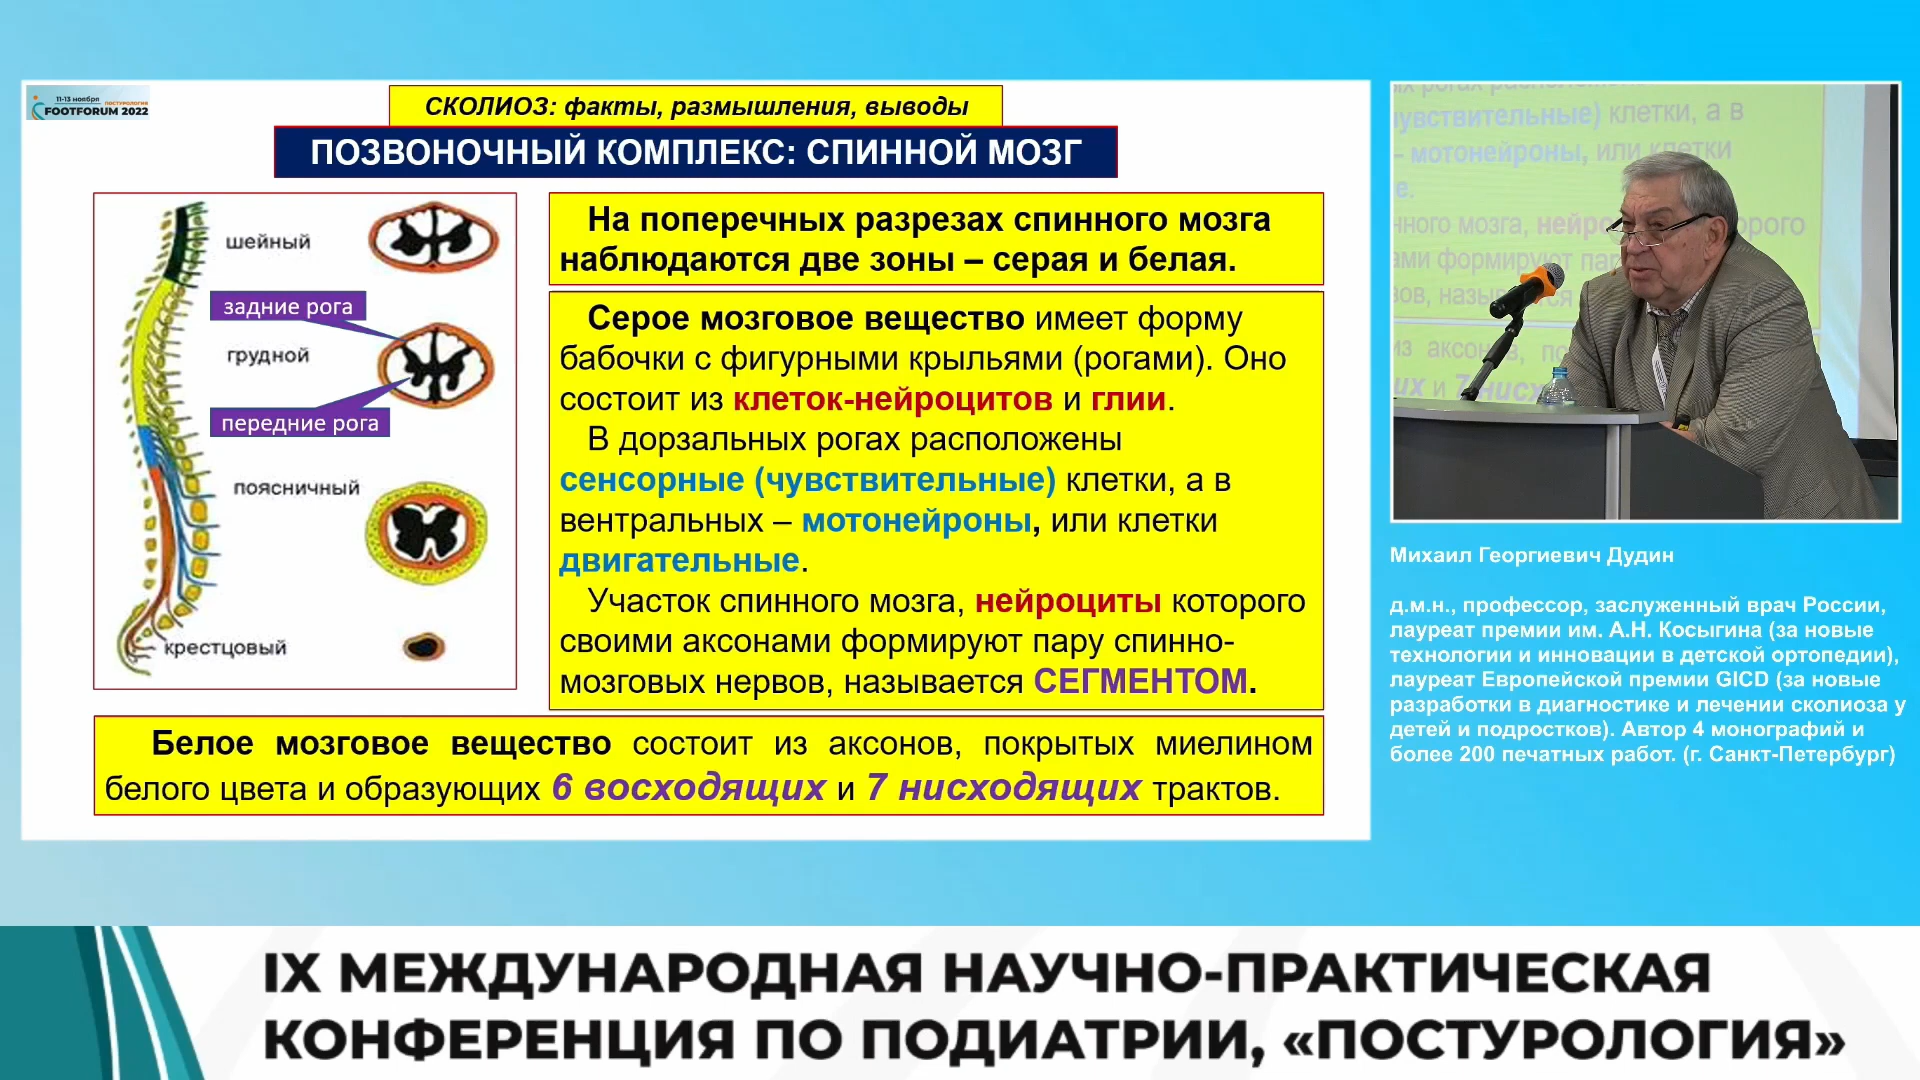 11-13 ноября
ПОСТУРОЛОГИЯ
FOOTFORUM 2022
СКОЛИОЗ: факты, размышления, выводы
ПОЗВОНОЧНЫЙ КОМПЛЕКС: СПИННОЙ МОЗГ
шейный
задние рога
грудной
передние рога
поясничный
крестцовый
На поперечных разрезах спинного мозга
наблюдаются две зоны – серая и белая.
Серое мозговое вещество имеет форму
бабочки с фигурными крыльями (рогами). Оно
состоит из клеток-нейроцитов и глии.
В дорзальных рогах расположены
сенсорные (чувствительные) клетки, а в
вентральных – мотонейроны, или клетки
двигательные.
Участок спинного мозга, нейроциты которого
своими аксонами формируют пару спинно-
мозговых нервов, называется СЕГМЕНТОМ.
Белое мозговое вещество состоит из аксонов, покрытых миелином
белого цвета и образующих 6 восходящих и 7 нисходящих трактов.
чувствительные) клетки, а в
– мотонейроны, или клетки
Михаил Георгиевич Дудин
д.м.н., профессор, заслуженный врач России,
лауреат премии им. А.Н. Косыгина (за новые
технологии и инновации в детской ортопедии),
лауреат Европейской премии GICD (за новые
разработки в диагностике и лечении сколиоза у
детей и подростков). Автор 4 монографий и
более 200 печатных работ. (г. Санкт-Петербург)
IX МЕЖДУНАРОДНАЯ НАУЧНО-ПРАКТИЧЕСКАЯ
КОНФЕРЕНЦИЯ ПО ПОДИАТРИИ, «ПОСТУРОЛОГИЯ»